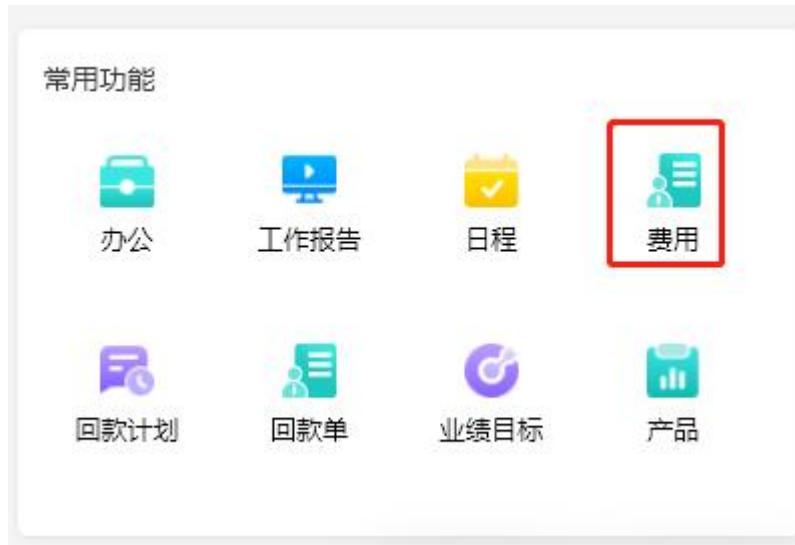 常用功能
办公
工作报告
日程
费用
回款计划
回款单
业绩目标
产品